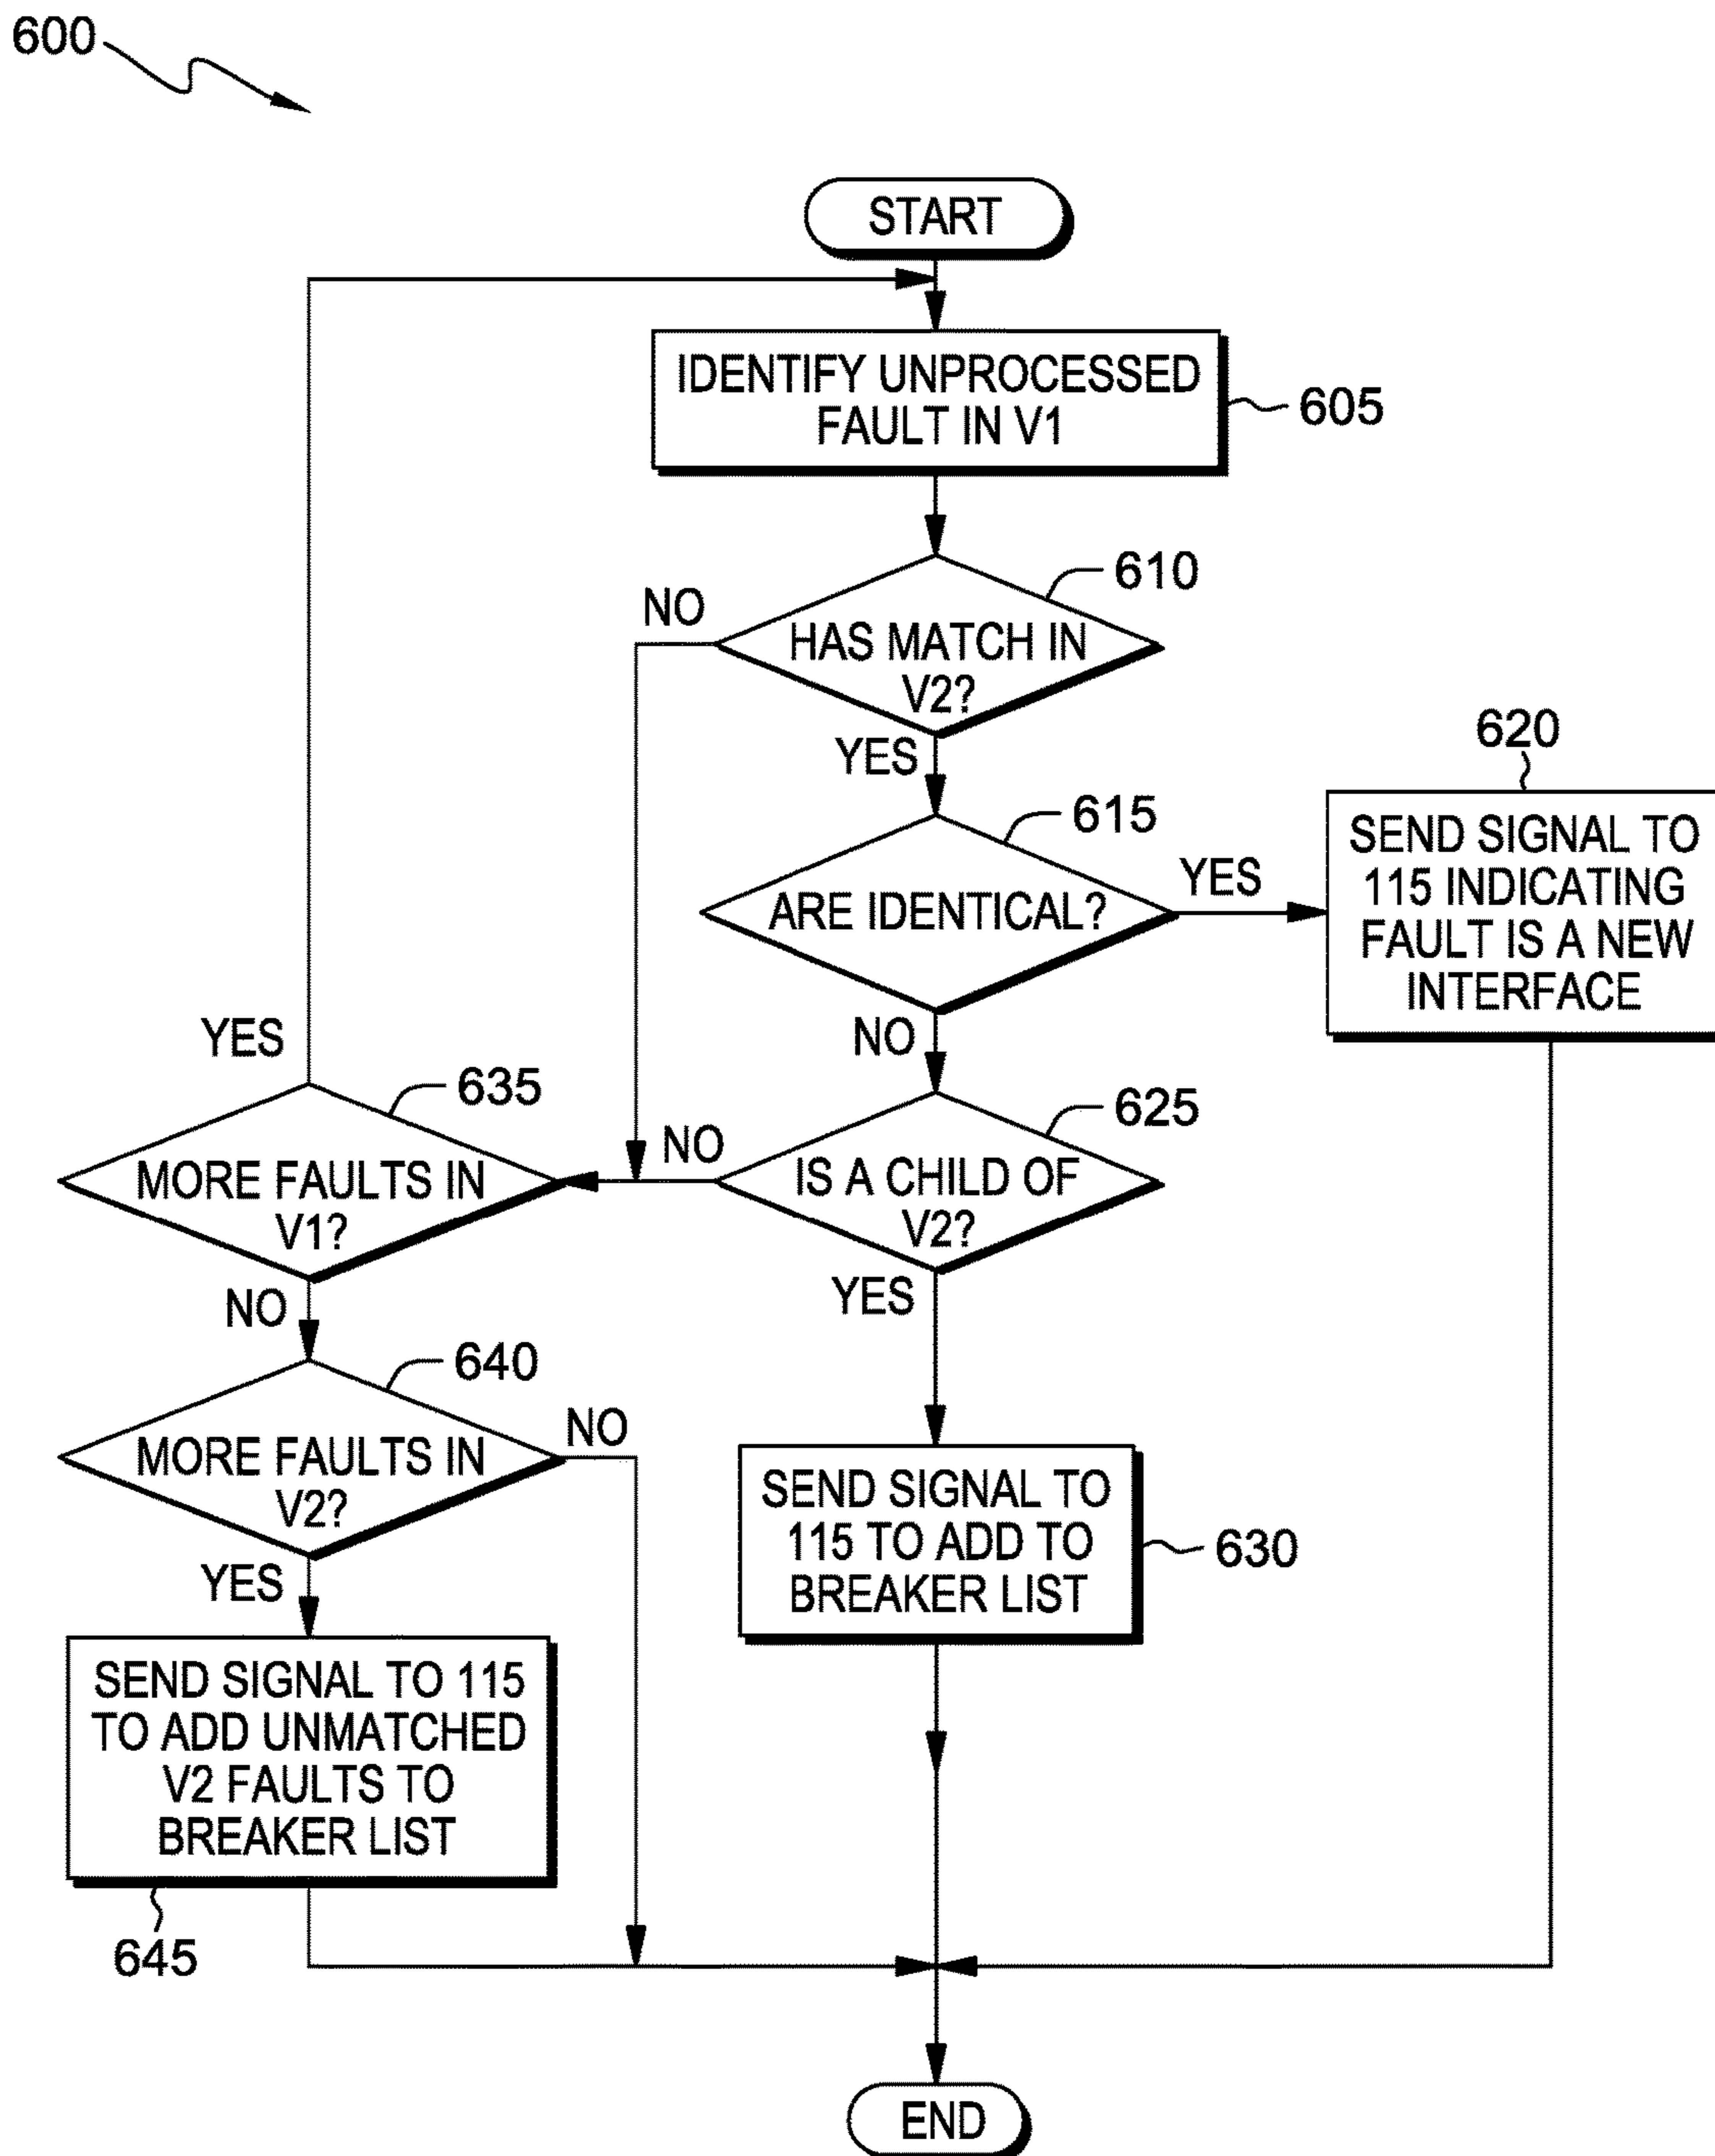 600
START
IDENTIFY UNPROCESSED
FAULT IN V1
605
610
NO
HAS MATCH IN
V2?
YES
615
ARE IDENTICAL?
YES
620
SEND SIGNAL TO
115 INDICATING
FAULT IS A NEW
INTERFACE
NO
625
IS A CHILD OF
V2?
NO
YES
635
MORE FAULTS IN
V1?
YES
NO
640
MORE FAULTS IN
V2?
NO
YES
SEND SIGNAL TO
115 TO ADD TO
BREAKER LIST
630
SEND SIGNAL TO 115
TO ADD UNMATCHED
V2 FAULTS TO
BREAKER LIST
645
END